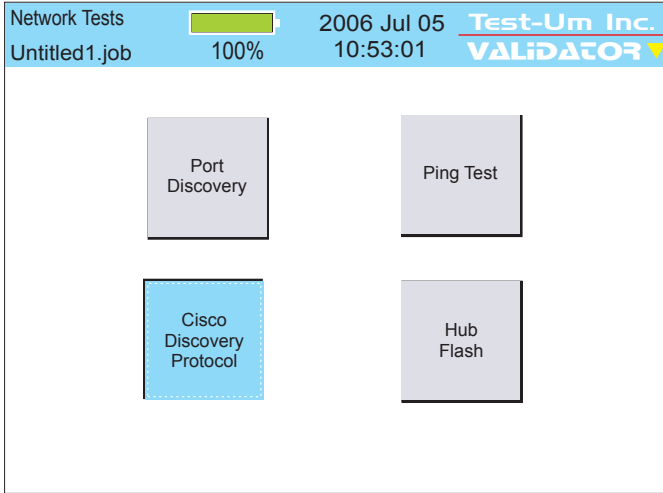 Network Tests
Untitled1.job
100%
2006 Jul 05
10:53:01
Test-Um Inc.
VALiDATOR
Port
Discovery
Ping Test
Cisco
Discovery
Protocol
Hub
Flash